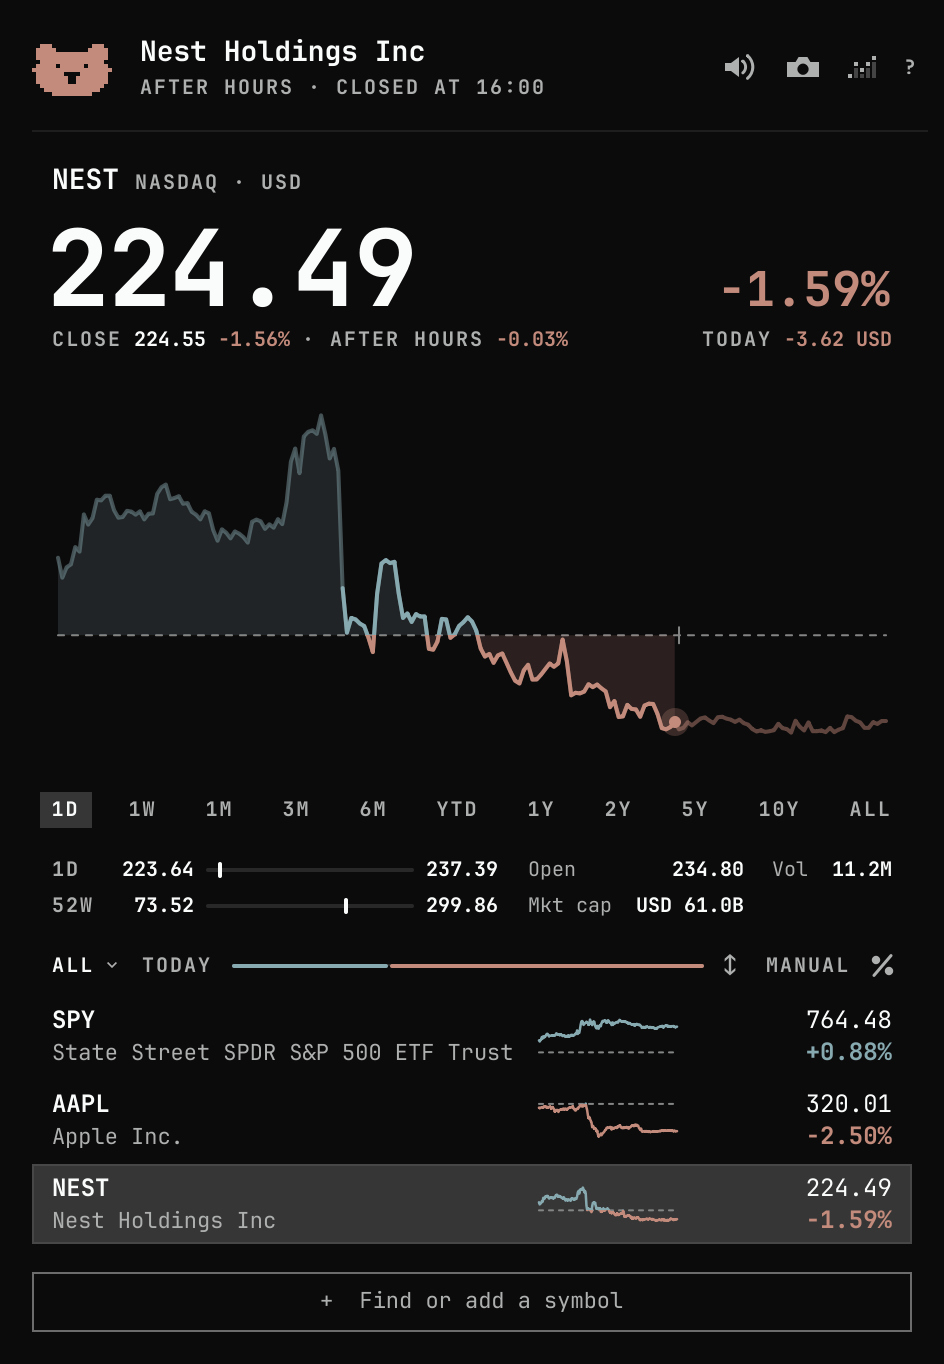 Nest Holdings Inc
AFTER HOURS · CLOSED AT 16:00
?
NEST NASDAQ · USD
224.49
-1.59%
CLOSE 224.55 -1.56% · AFTER HOURS -0.03%
TODAY -3.62 USD
1D 1W 1M 3M 6M YTD 1Y 2Y 5Y 10Y ALL
1D 223.64 237.39 Open 234.80 Vol 11.2M
52W 73.52 299.86 Mkt cap USD 61.0B
ALL TODAY MANUAL %
SPY 764.48
State Street SPDR S&P 500 ETF Trust +0.88%
AAPL 320.01
Apple Inc. -2.50%
NEST 224.49
Nest Holdings Inc -1.59%
+ Find or add a symbol